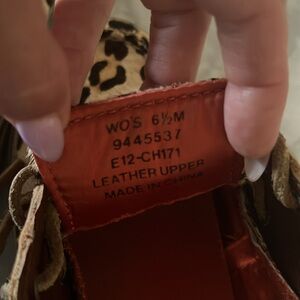 WO'S 6½M
9445537
E12-CH171
LEATHER UPPER
MADE IN CHINA